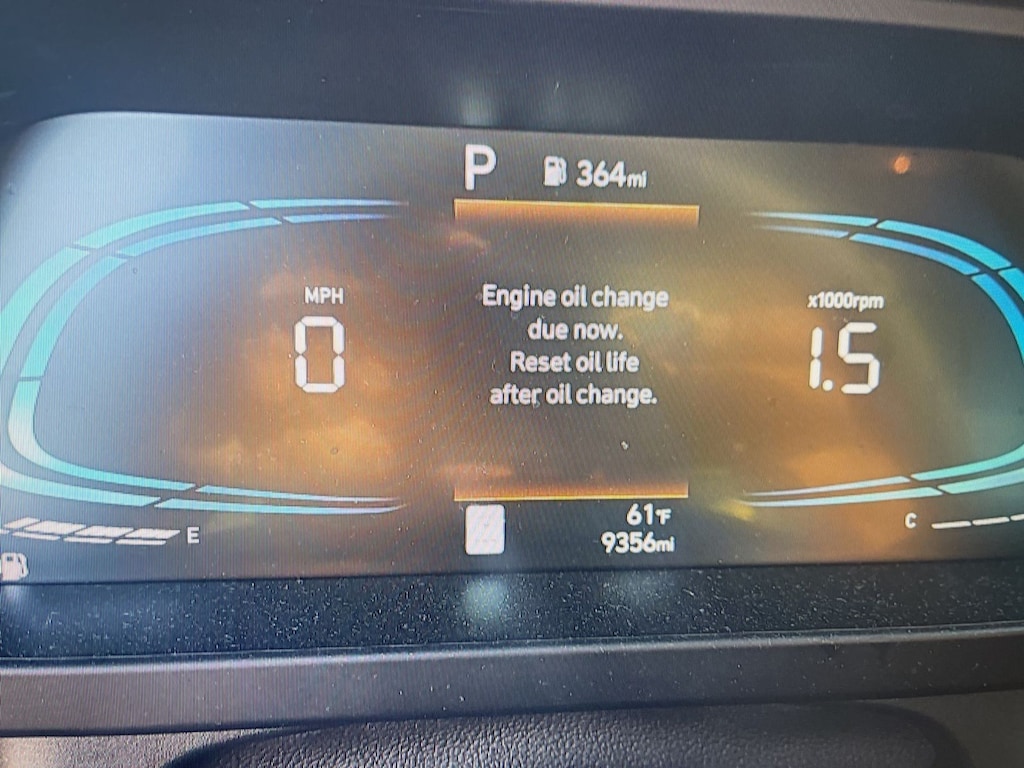 P 364mi
MPH
0
Engine oil change
due now.
Reset oil life
after oil change.
x1000rpm
1.5
E
61°F
9356mi
C